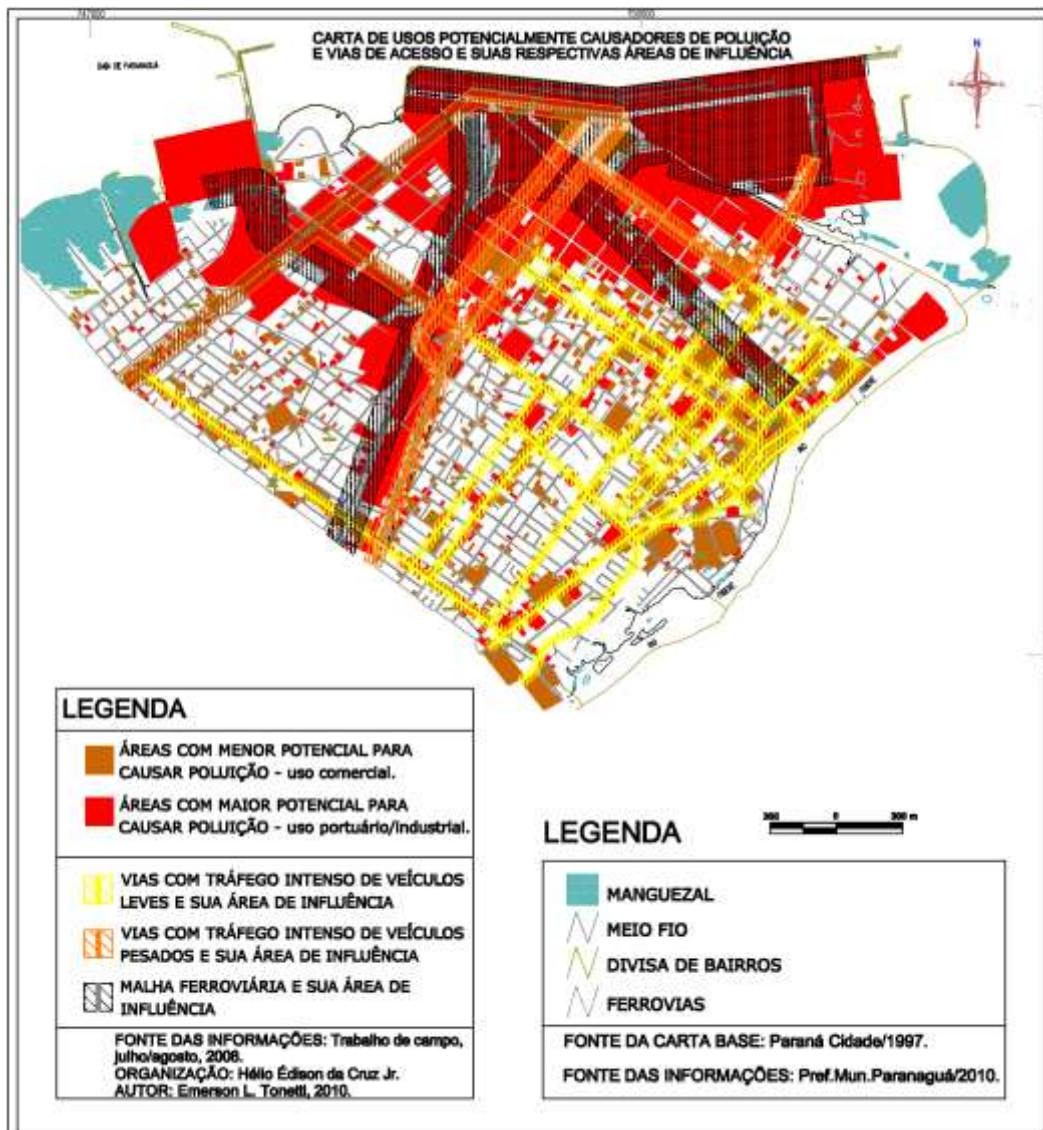 747000
CARTA DE USOS POTENCIALMENTE CAUSADORES DE POLUIÇÃO
E VIAS DE ACESSO E SUAS RESPECTIVAS ÁREAS DE INFLUÊNCIA
N
LEGENDA
ÁREAS COM MENOR POTENCIAL PARA
CAUSAR POLUIÇÃO - uso comercial.
ÁREAS COM MAIOR POTENCIAL PARA
CAUSAR POLUIÇÃO - uso portuário/industrial.
VIAS COM TRÁFEGO INTENSO DE VEÍCULOS
LEVES E SUA ÁREA DE INFLUÊNCIA
VIAS COM TRÁFEGO INTENSO DE VEÍCULOS
PESADOS E SUA ÁREA DE INFLUÊNCIA
MALHA FERROVIÁRIA E SUA ÁREA DE
INFLUÊNCIA
FONTE DAS INFORMAÇÕES: Trabalho de campo,
julho/agosto, 2008.
ORGANIZAÇÃO: Hélio Édison da Cruz Jr.
AUTOR: Emerson L. Tonetti, 2010.
LEGENDA
0
300 m
MANGUEZAL
MEIO FIO
DIVISA DE BAIRROS
FERROVIAS
FONTE DA CARTA BASE: Paraná Cidade/1997.
FONTE DAS INFORMAÇÕES: Pref.Mun.Paranaguá/2010.